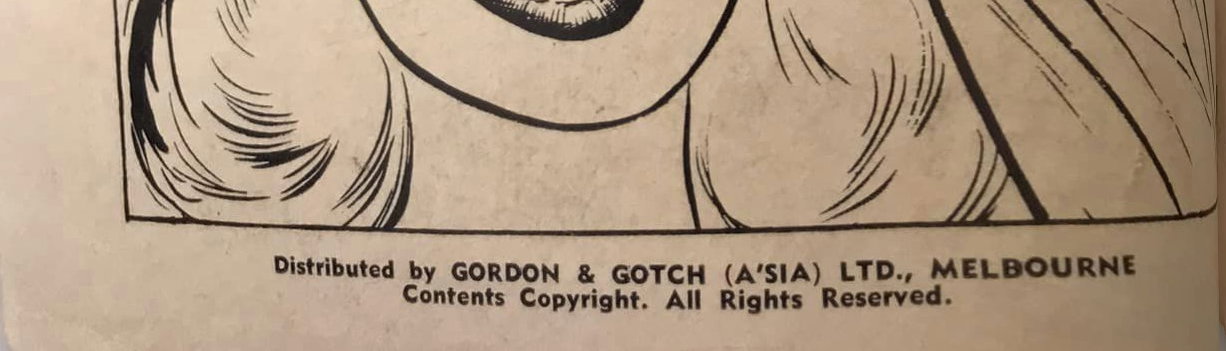 Distributed by GORDON & GOTCH (A'SIA) LTD., MELBOURNE
Contents Copyright. All Rights Reserved.